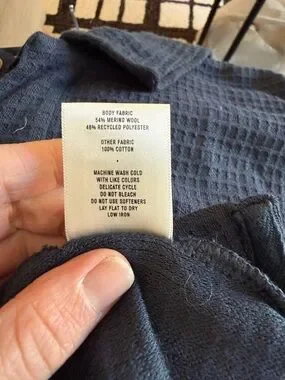 BODY FABRIC
54% MERINO WOOL
46% RECYCLED POLYESTER
OTHER FABRIC
100% COTTON
•
MACHINE WASH COLD
WITH LIKE COLORS
DELICATE CYCLE
DO NOT BLEACH
DO NOT USE SOFTENERS
LAY FLAT TO DRY
LOW IRON